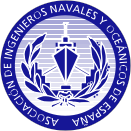 ASOCIACIÓN DE INGENIEROS NAVALES Y OCEÁNICOS DE ESPAÑA